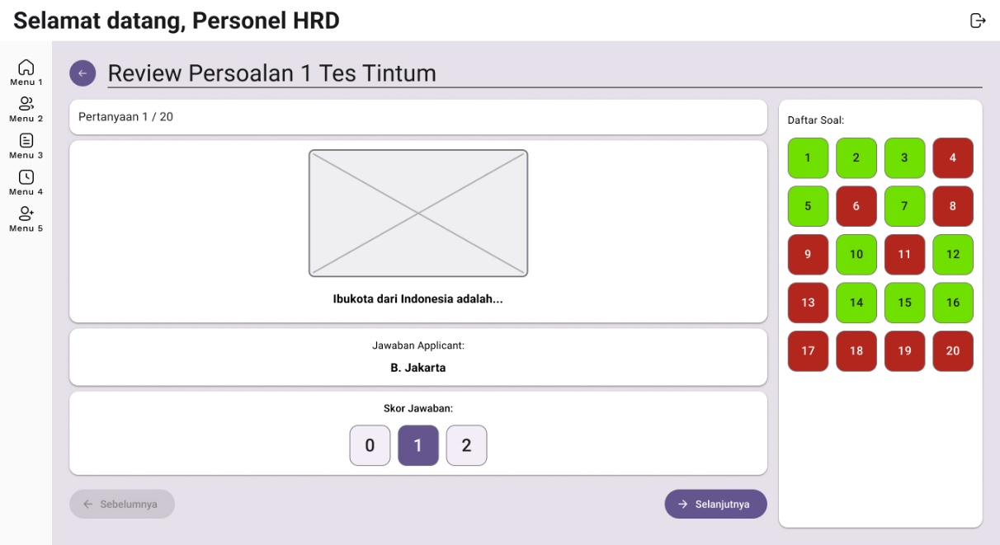 Selamat datang, Personel HRD
Menu 1
Menu 2
Menu 3
Menu 4
Menu 5
Review Persoalan 1 Tes Tintum
Pertanyaan 1 / 20
Ibukota dari Indonesia adalah...
Jawaban Applicant:
B. Jakarta
Skor Jawaban:
0 1 2
Sebelumnya
Selanjutnya
Daftar Soal:
1 2 3 4
5 6 7 8
9 10 11 12
13 14 15 16
17 18 19 20